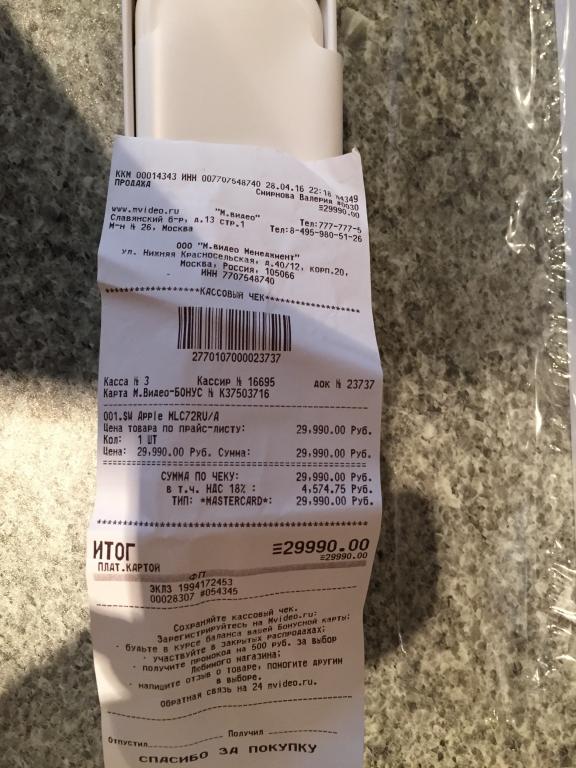 ККМ 00014343 ИНН 007707548740 28.04.16 22:18
ПРОДАЖА Смирнова Валерия #0030
≡29990.00
"М.видео"
www.mvideo.ru Тел:777-777-5
Славянский б-р, д.13 стр.1 Тел:8-495-980-51-26
М-н № 26, Москва
ООО "М.видео Менеджмент"
ул. Нижняя Красносельская, д.40/12, корп.20,
Москва, Россия, 105066
ИНН 7707548740
КАССОВЫЙ ЧЕК
2770107000023737
Касса № 3 Кассир № 16695 док № 23737
Карта М.Видео-БОНУС № К37503716
001.SW Apple MLC72RU/A
Цена товара по прайс-листу: 29,990.00 Руб.
Кол: 1 ШТ
Цена: 29,990.00 Руб. Сумма: 29,990.00 Руб.
СУММА ПО ЧЕКУ: 29,990.00 Руб.
в т.ч. НДС 18% : 4,574.75 Руб.
ТИП: *MASTERCARD*: 29,990.00 Руб.
ИТОГ ≡29990.00
ПЛАТ.КАРТОЙ ≡29990.00
ФП
ЭКЛЗ 1994172453
00028307 #054345
Сохраняйте кассовый чек.
Зарегистрируйтесь на Mvideo.ru:
- будьте в курсе баланса вашей Бонусной карты;
- участвуйте в закрытых распродажах;
- получите промокод на 500 руб. за выбор
Любимого магазина;
- напишите отзыв о товаре, помогите другим
в выборе.
Обратная связь на 24 mvideo.ru.
Отпустил Получил
СПАСИБО ЗА ПОКУПКУ